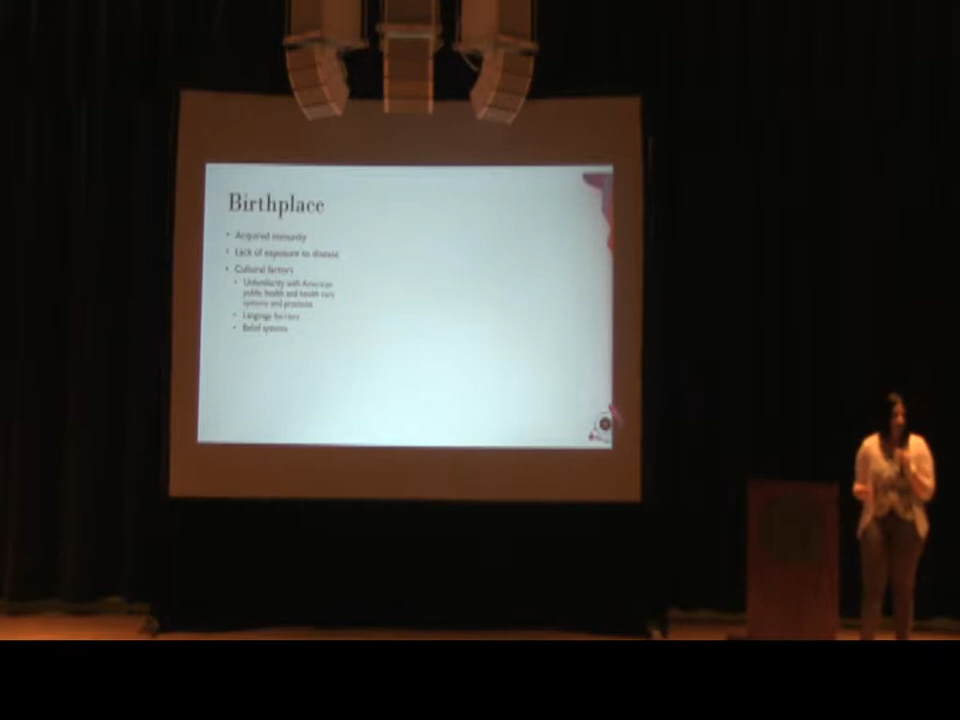 Birthplace
• Acquired immunity
• Lack of exposure to disease
• Cultural factors
• Unfamiliarity with American
public health and health care
systems and practices
• Language barriers
• Belief systems